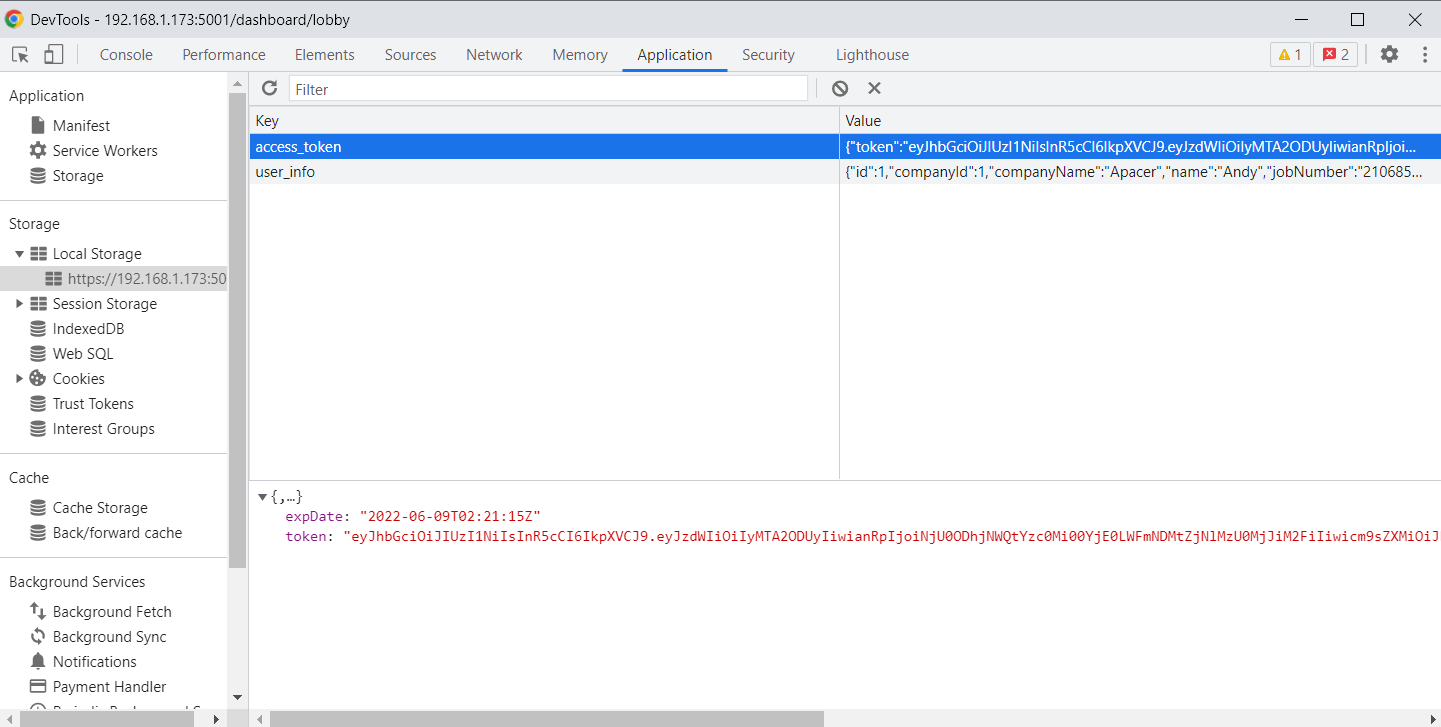 DevTools - 192.168.1.173:5001/dashboard/lobby
Console Performance Elements Sources Network Memory Application Security Lighthouse 1 2
Application
Manifest
Service Workers
Storage
Storage
Local Storage
https://192.168.1.173:50
Session Storage
IndexedDB
Web SQL
Cookies
Trust Tokens
Interest Groups
Cache
Cache Storage
Back/forward cache
Background Services
Background Fetch
Background Sync
Notifications
Payment Handler
Filter
Key Value
access_token {"token":"eyJhbGciOiJIUzI1NiIsInR5cCI6IkpXVCJ9.eyJzdWIiOiIyMTA2ODUyIiwianRpIjoi...
user_info {"id":1,"companyId":1,"companyName":"Apacer","name":"Andy","jobNumber":"210685...
{,…}
expDate: "2022-06-09T02:21:15Z"
token: "eyJhbGciOiJIUzI1NiIsInR5cCI6IkpXVCJ9.eyJzdWIiOiIyMTA2ODUyIiwianRpIjoiNjU0ODhjNWQtYzc0Mi00YjE0LWFmNDMtZjNlMzU0MjJiM2FiIiwicm9sZXMiOiJ